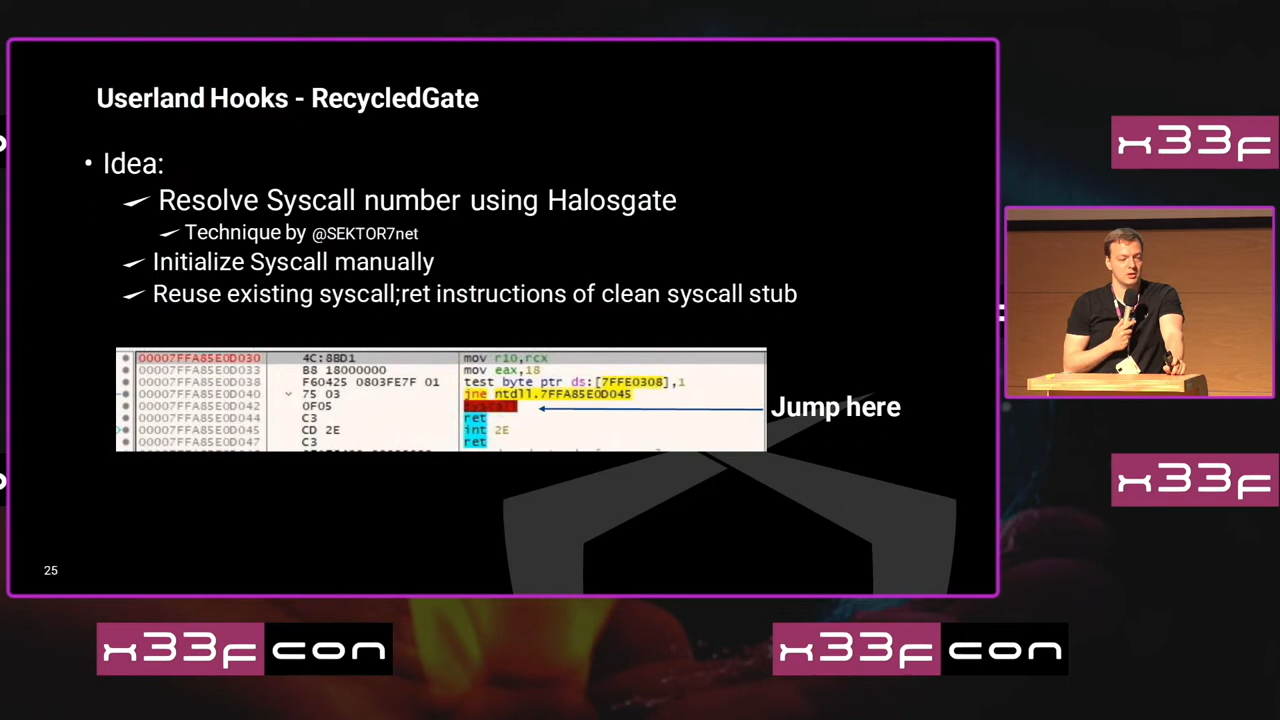 Userland Hooks - RecycledGate
• Idea:
Resolve Syscall number using Halosgate
Technique by @SEKTOR7net
Initialize Syscall manually
Reuse existing syscall;ret instructions of clean syscall stub
00007FFA85E0D030 4C:8BD1 mov r10,rcx
00007FFA85E0D033 B8 18000000 mov eax,18
00007FFA85E0D038 F60425 0803FE7F 01 test byte ptr ds:[7FFE0308],1
00007FFA85E0D040 75 03 jne ntdll.7FFA85E0D045
00007FFA85E0D042 0F05 syscall
00007FFA85E0D044 C3 ret
00007FFA85E0D045 CD 2E int 2E
00007FFA85E0D047 C3 ret
Jump here
25
x33f
x33f
x33fcon
x33fcon